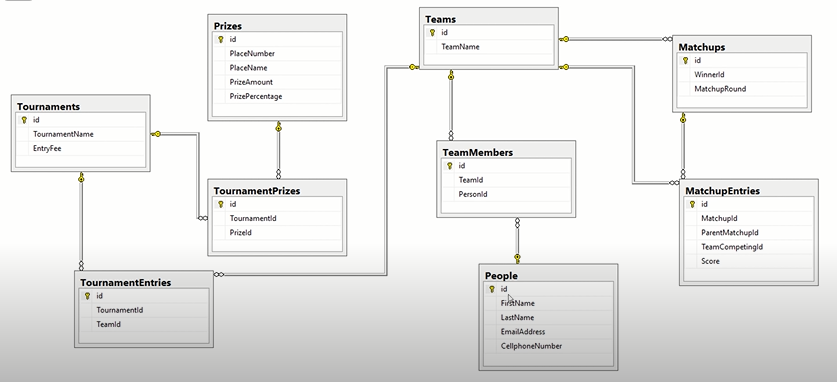 Prizes
id
PlaceNumber
PlaceName
PrizeAmount
PrizePercentage
Teams
id
TeamName
Matchups
id
WinnerId
MatchupRound
Tournaments
id
TournamentName
EntryFee
TeamMembers
id
TeamId
PersonId
TournamentPrizes
id
TournamentId
PrizeId
MatchupEntries
id
MatchupId
ParentMatchupId
TeamCompetingId
Score
TournamentEntries
id
TournamentId
TeamId
People
id
FirstName
LastName
EmailAddress
CellphoneNumber